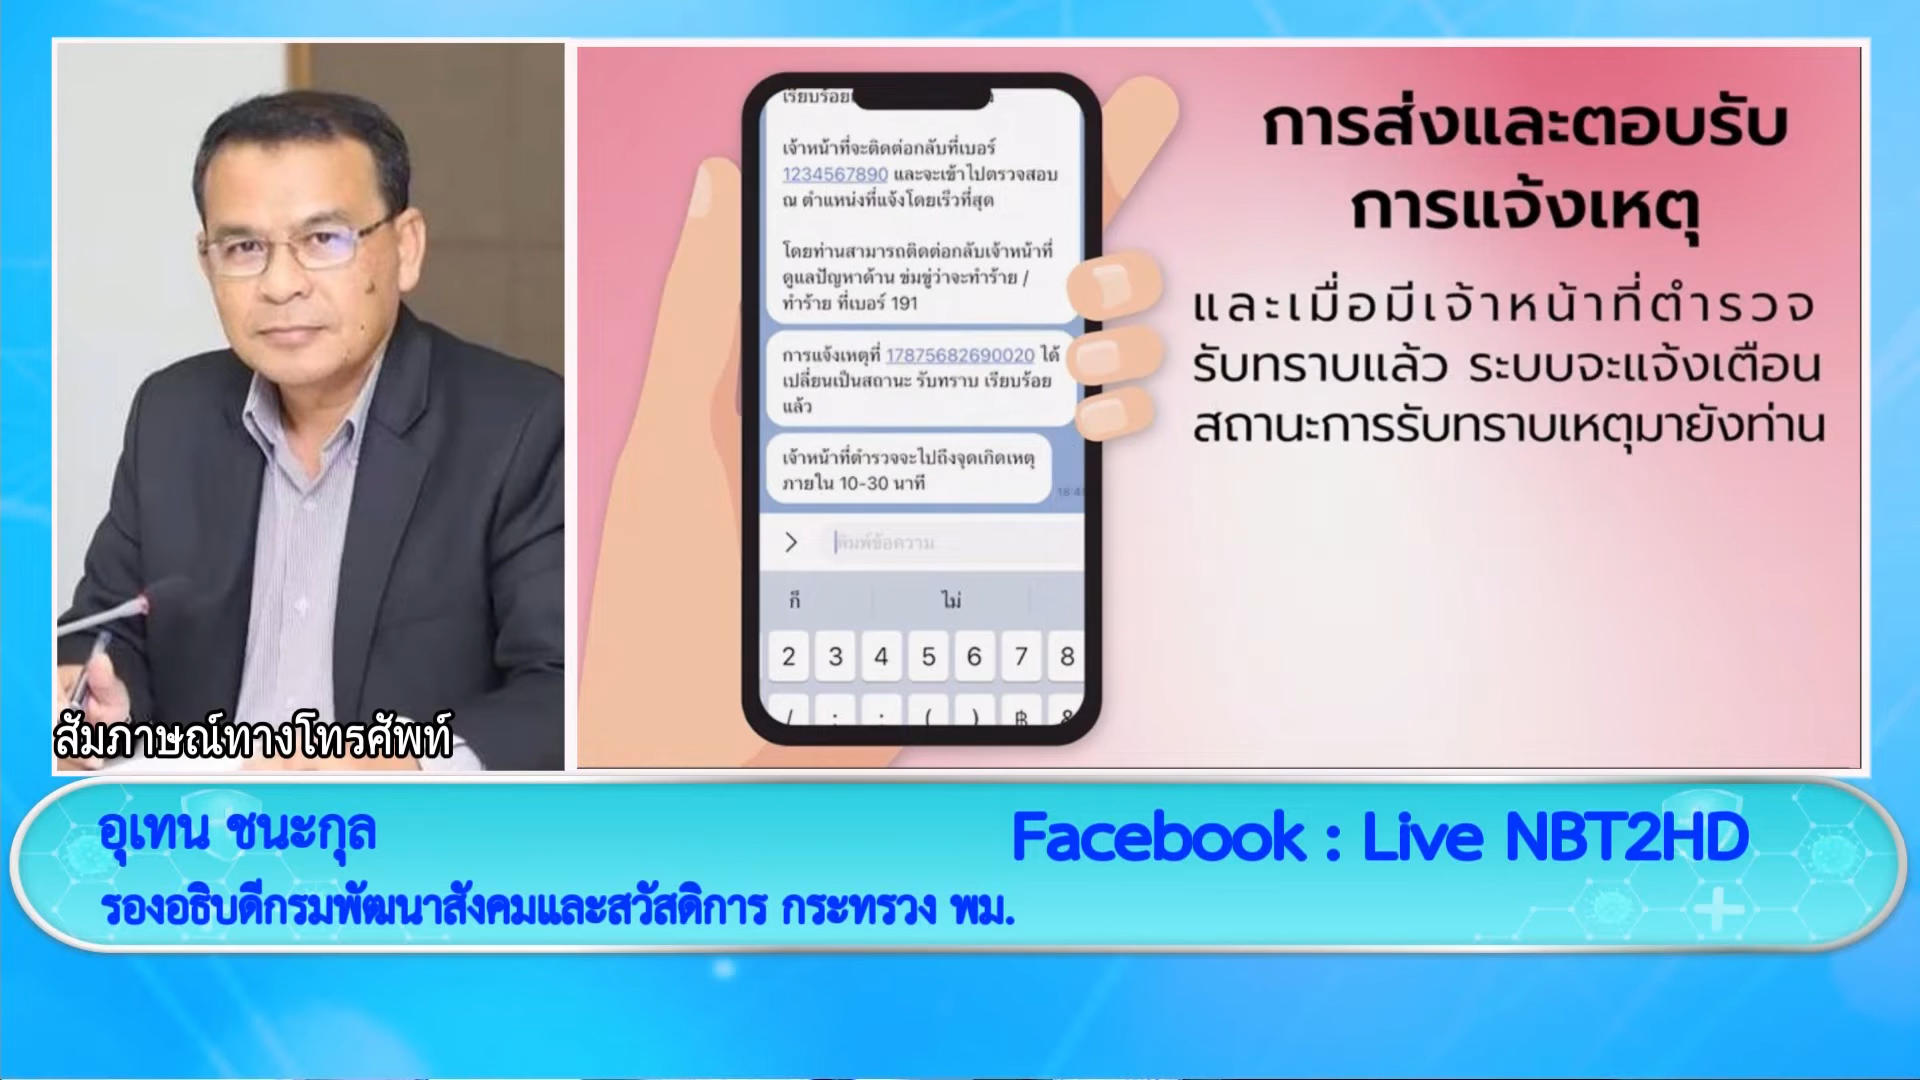 สัมภาษณ์ทางโทรศัพท์
เรียบร้อย
เจ้าหน้าที่จะติดต่อกลับที่เบอร์
1234567890 และจะเข้าไปตรวจสอบ
ณ ตำแหน่งที่แจ้งโดยเร็วที่สุด
โดยท่านสามารถติดต่อกลับเจ้าหน้าที่
ดูแลปัญหาด้าน ข่มขู่ว่าจะทำร้าย /
ทำร้าย ที่เบอร์ 191
การแจ้งเหตุที่ 17875682690020 ได้
เปลี่ยนเป็นสถานะ รับทราบ เรียบร้อย
แล้ว
เจ้าหน้าที่ตำรวจจะไปถึงจุดเกิดเหตุ
ภายใน 10-30 นาที
พิมพ์ข้อความ
ก็ ไม่
2 3 4 5 6 7 8
/ : ; ( ) ฿ &
การส่งและตอบรับ
การแจ้งเหตุ
และเมื่อมีเจ้าหน้าที่ตำรวจ
รับทราบแล้ว ระบบจะแจ้งเตือน
สถานะการรับทราบเหตุมายังท่าน
อุเทน ชนะกุล
รองอธิบดีกรมพัฒนาสังคมและสวัสดิการ กระทรวง พม.
Facebook : Live NBT2HD